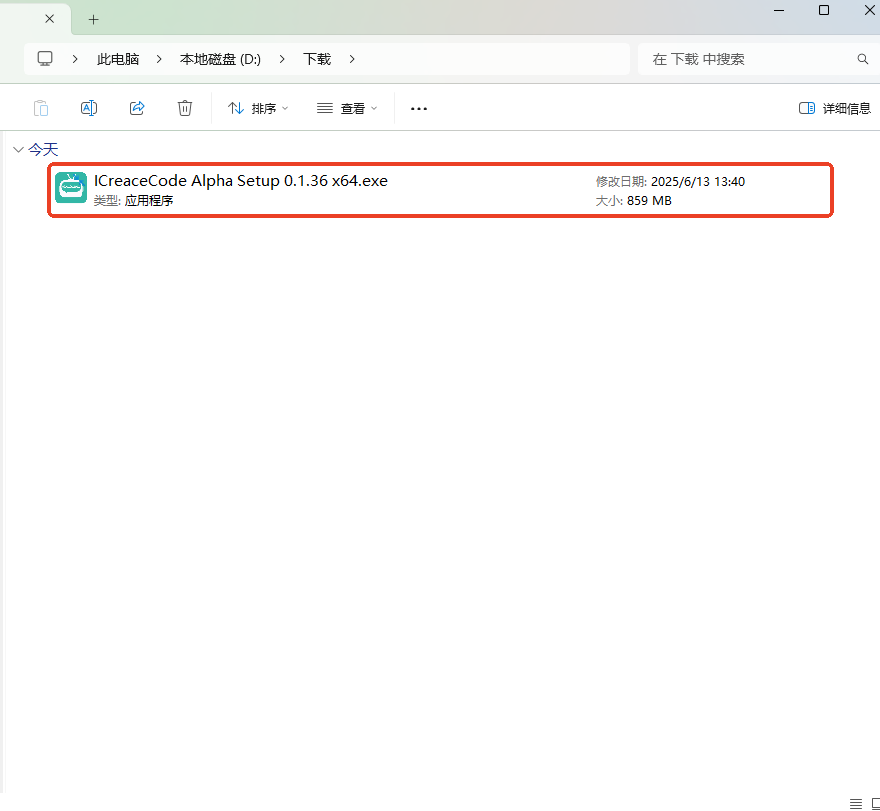 此电脑 本地磁盘 (D:) 下载
在 下载 中搜索
排序 查看 详细信息
今天
ICreaceCode Alpha Setup 0.1.36 x64.exe 修改日期: 2025/6/13 13:40
类型: 应用程序 大小: 859 MB